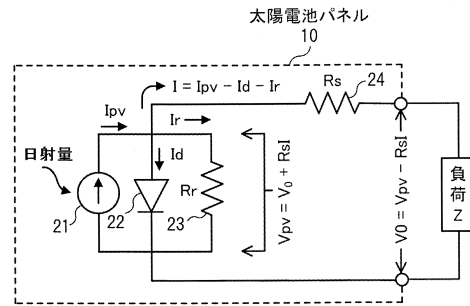 太陽電池パネル
10
I = Ipv − Id − Ir
Rs
24
Ipv
Ir
日射量
Id
Rr
21
22
23
Vpv = V₀ + RsI
V0 = Vpv − RsI
負荷
Z